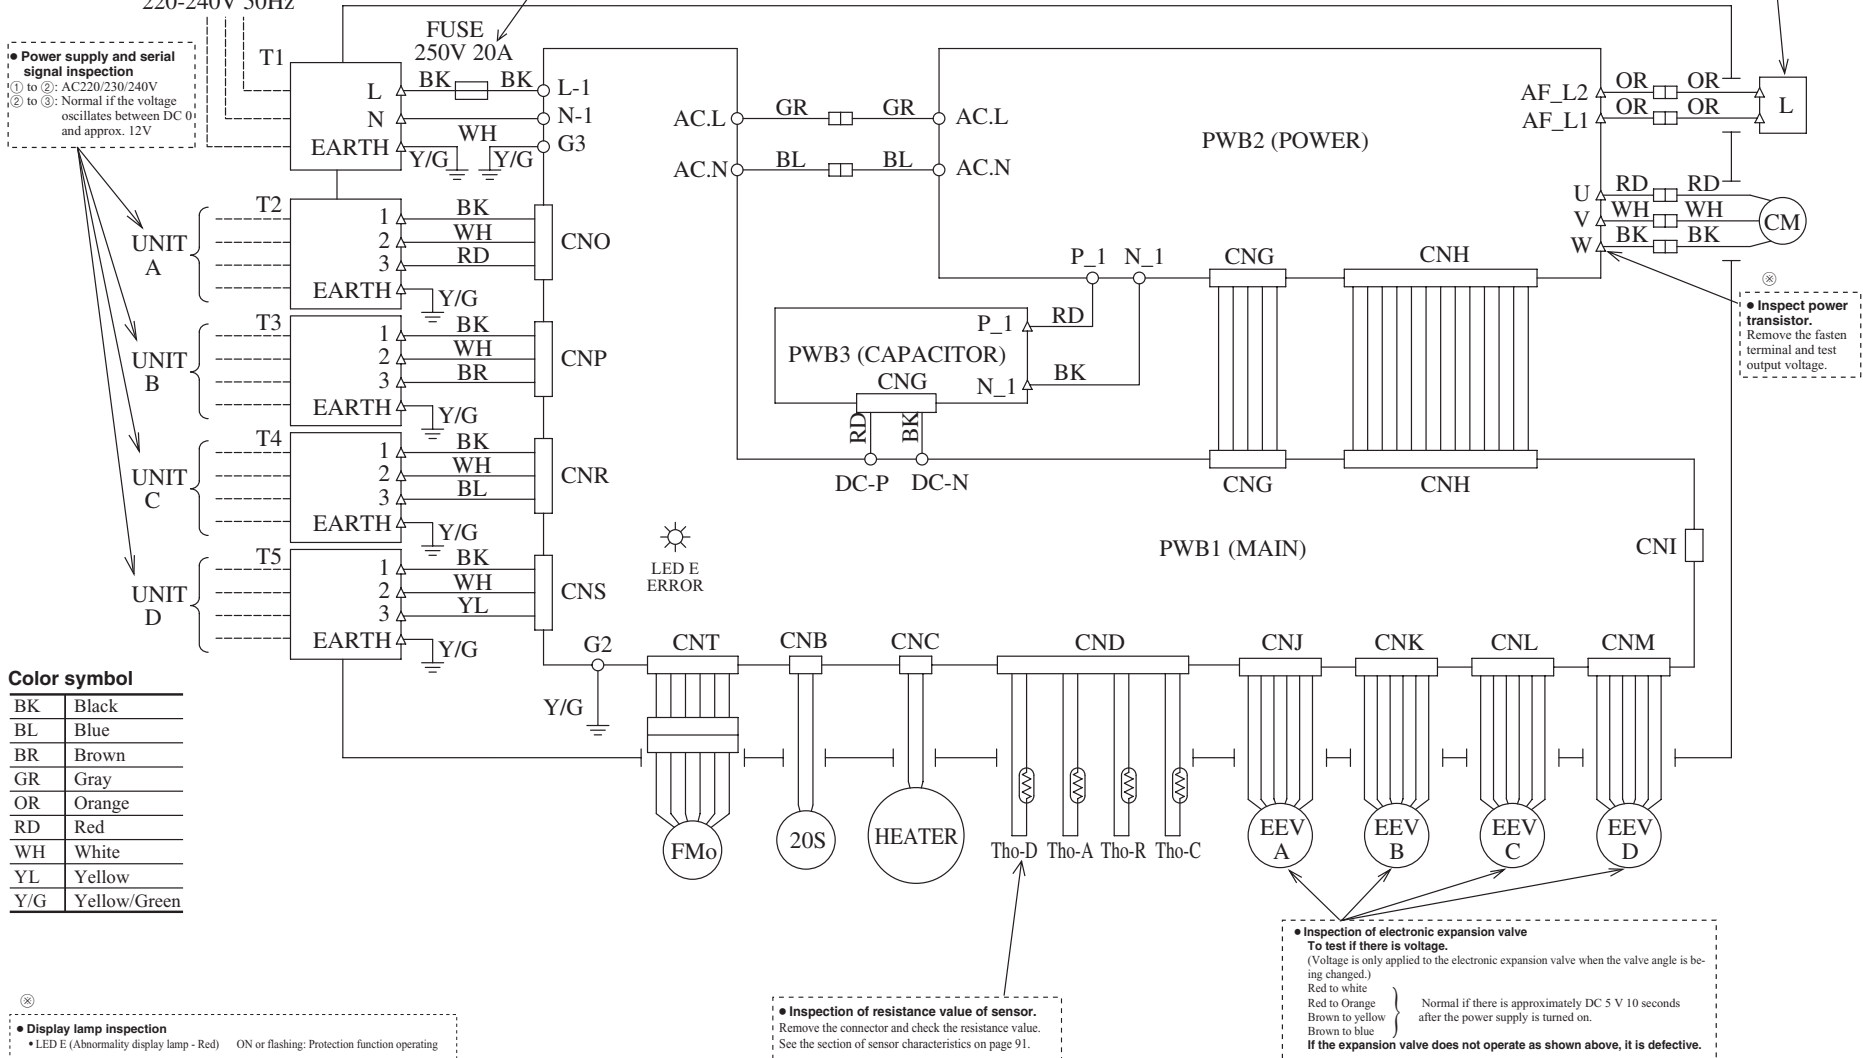 220-240V 50Hz
● Power supply and serial
signal inspection
① to ②: AC220/230/240V
② to ③: Normal if the voltage
oscillates between DC 0
and approx. 12V
T1
FUSE
250V 20A
L BK BK L-1
N N-1
WH
EARTH Y/G Y/G G3
AC.L GR GR AC.L
AC.N BL BL AC.N
PWB2 (POWER)
AF_L2 OR OR
AF_L1 OR OR
L
U RD RD
V WH WH
W BK BK
CM
※
● Inspect power
transistor.
Remove the fasten
terminal and test
output voltage.
UNIT
A
T2
1 BK
2 WH
3 RD
EARTH Y/G
CNO
UNIT
B
T3
1 BK
2 WH
3 BR
EARTH Y/G
CNP
UNIT
C
T4
1 BK
2 WH
3 BL
EARTH Y/G
CNR
UNIT
D
T5
1 BK
2 WH
3 YL
EARTH Y/G
CNS
P_1 N_1 CNG CNH
P_1 RD
PWB3 (CAPACITOR)
CNG N_1 BK
RD BK
DC-P DC-N CNG CNH
LED E
ERROR
PWB1 (MAIN)
CNI
G2 CNT CNB CNC CND CNJ CNK CNL CNM
Y/G
FMo 20S HEATER Tho-D Tho-A Tho-R Tho-C
EEV
A
EEV
B
EEV
C
EEV
D
Color symbol
BK Black
BL Blue
BR Brown
GR Gray
OR Orange
RD Red
WH White
YL Yellow
Y/G Yellow/Green
※
● Display lamp inspection
• LED E (Abnormality display lamp - Red) ON or flashing: Protection function operating
● Inspection of resistance value of sensor.
Remove the connector and check the resistance value.
See the section of sensor characteristics on page 91.
● Inspection of electronic expansion valve
To test if there is voltage.
(Voltage is only applied to the electronic expansion valve when the valve angle is be-
ing changed.)
Red to white
Red to Orange
Brown to yellow
Brown to blue
Normal if there is approximately DC 5 V 10 seconds
after the power supply is turned on.
If the expansion valve does not operate as shown above, it is defective.